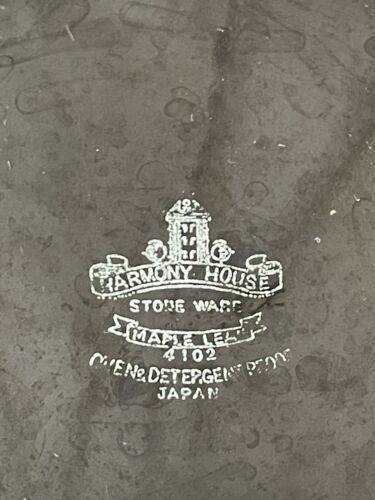 HARMONY HOUSE
STONE WARE
MAPLE LEAF
4102
OVEN & DETERGENT PROOF
JAPAN